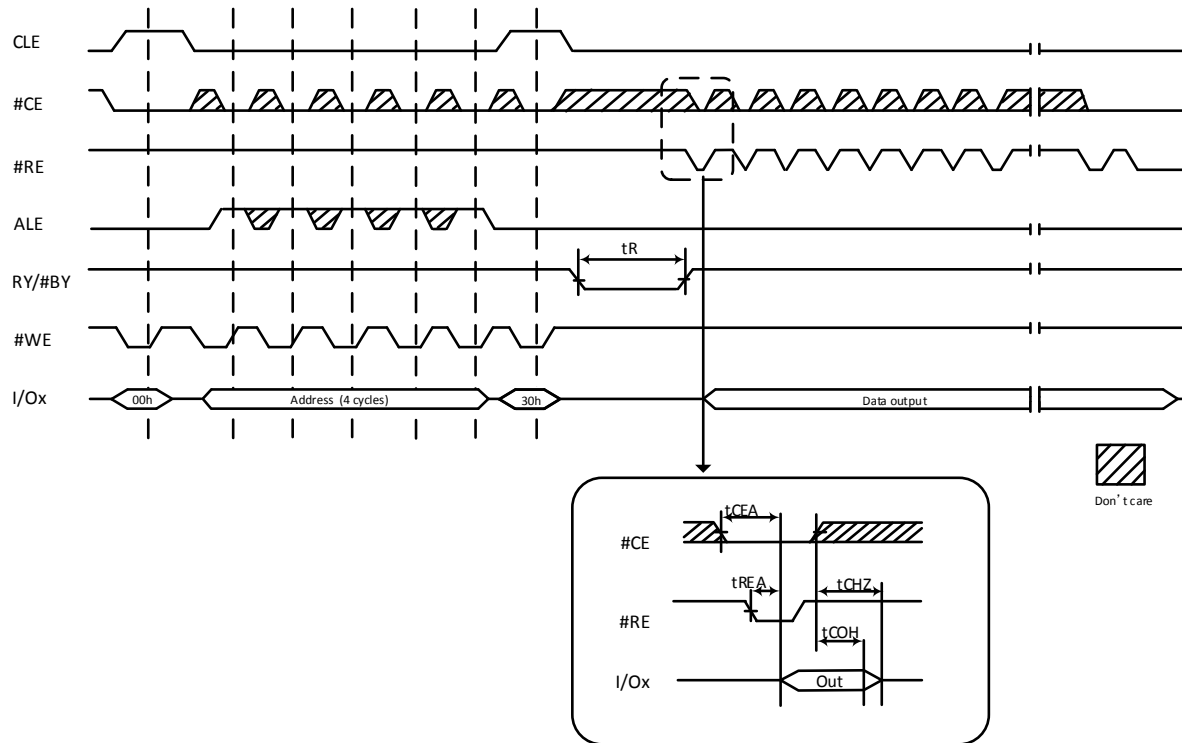 CLE
#CE
#RE
ALE
tR
RY/#BY
#WE
I/Ox
00h
Address (4 cycles)
30h
Data output
Don't care
tCEA
#CE
tREA
tCHZ
#RE
tCOH
I/Ox
Out